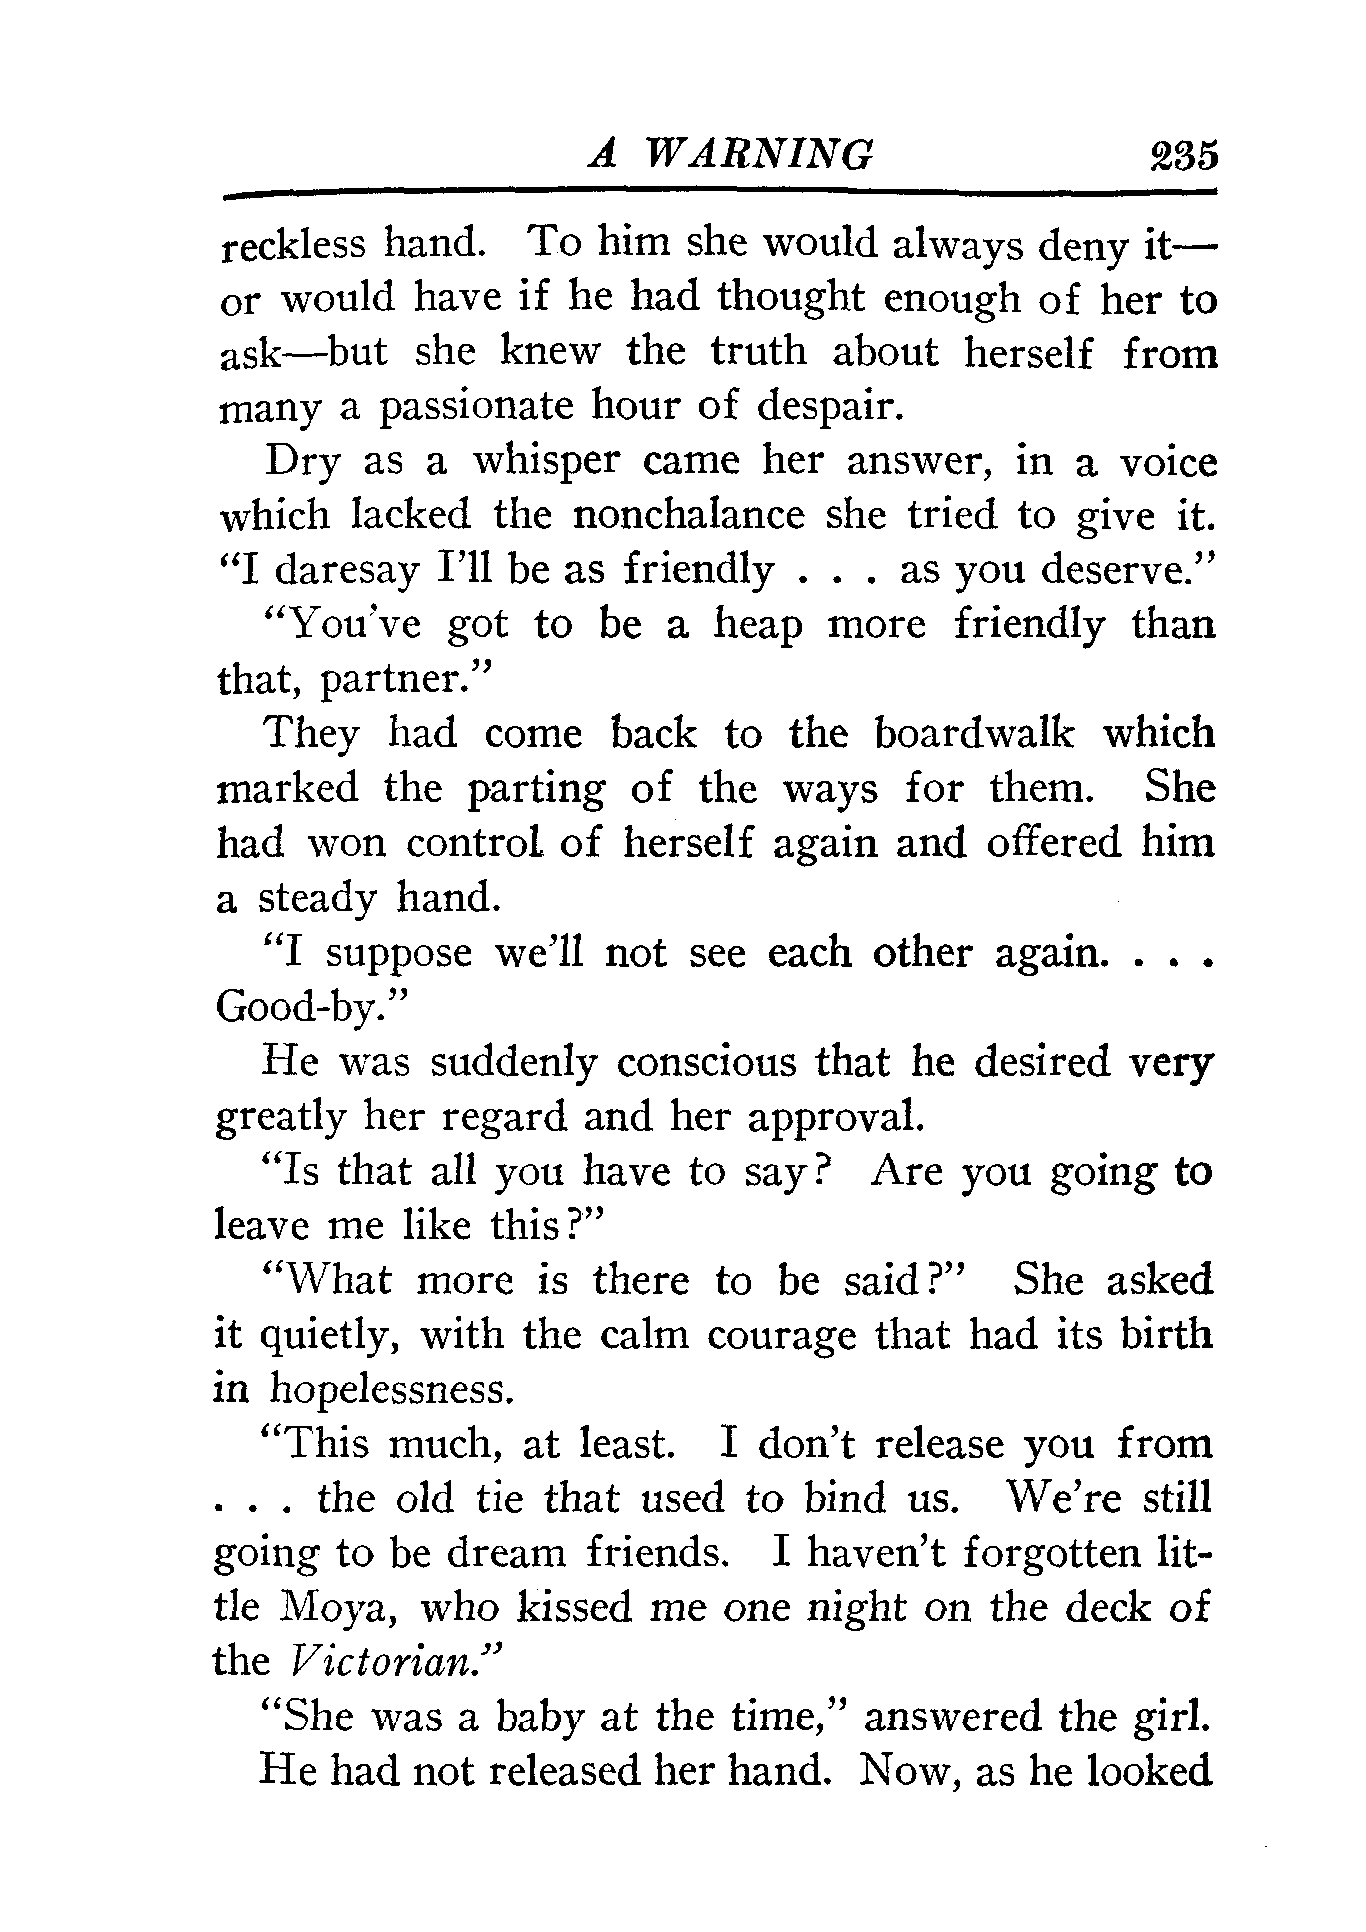 A WARNING 235
reckless hand. To him she would always deny it—
or would have if he had thought enough of her to
ask—but she knew the truth about herself from
many a passionate hour of despair.
Dry as a whisper came her answer, in a voice
which lacked the nonchalance she tried to give it.
“I daresay I’ll be as friendly . . . as you deserve.”
“You’ve got to be a heap more friendly than
that, partner.”
They had come back to the boardwalk which
marked the parting of the ways for them. She
had won control of herself again and offered him
a steady hand.
“I suppose we’ll not see each other again. . . .
Good-by.”
He was suddenly conscious that he desired very
greatly her regard and her approval.
“Is that all you have to say? Are you going to
leave me like this?”
“What more is there to be said?” She asked
it quietly, with the calm courage that had its birth
in hopelessness.
“This much, at least. I don’t release you from
. . . the old tie that used to bind us. We’re still
going to be dream friends. I haven’t forgotten lit-
tle Moya, who kissed me one night on the deck of
the Victorian.”
“She was a baby at the time,” answered the girl.
He had not released her hand. Now, as he looked